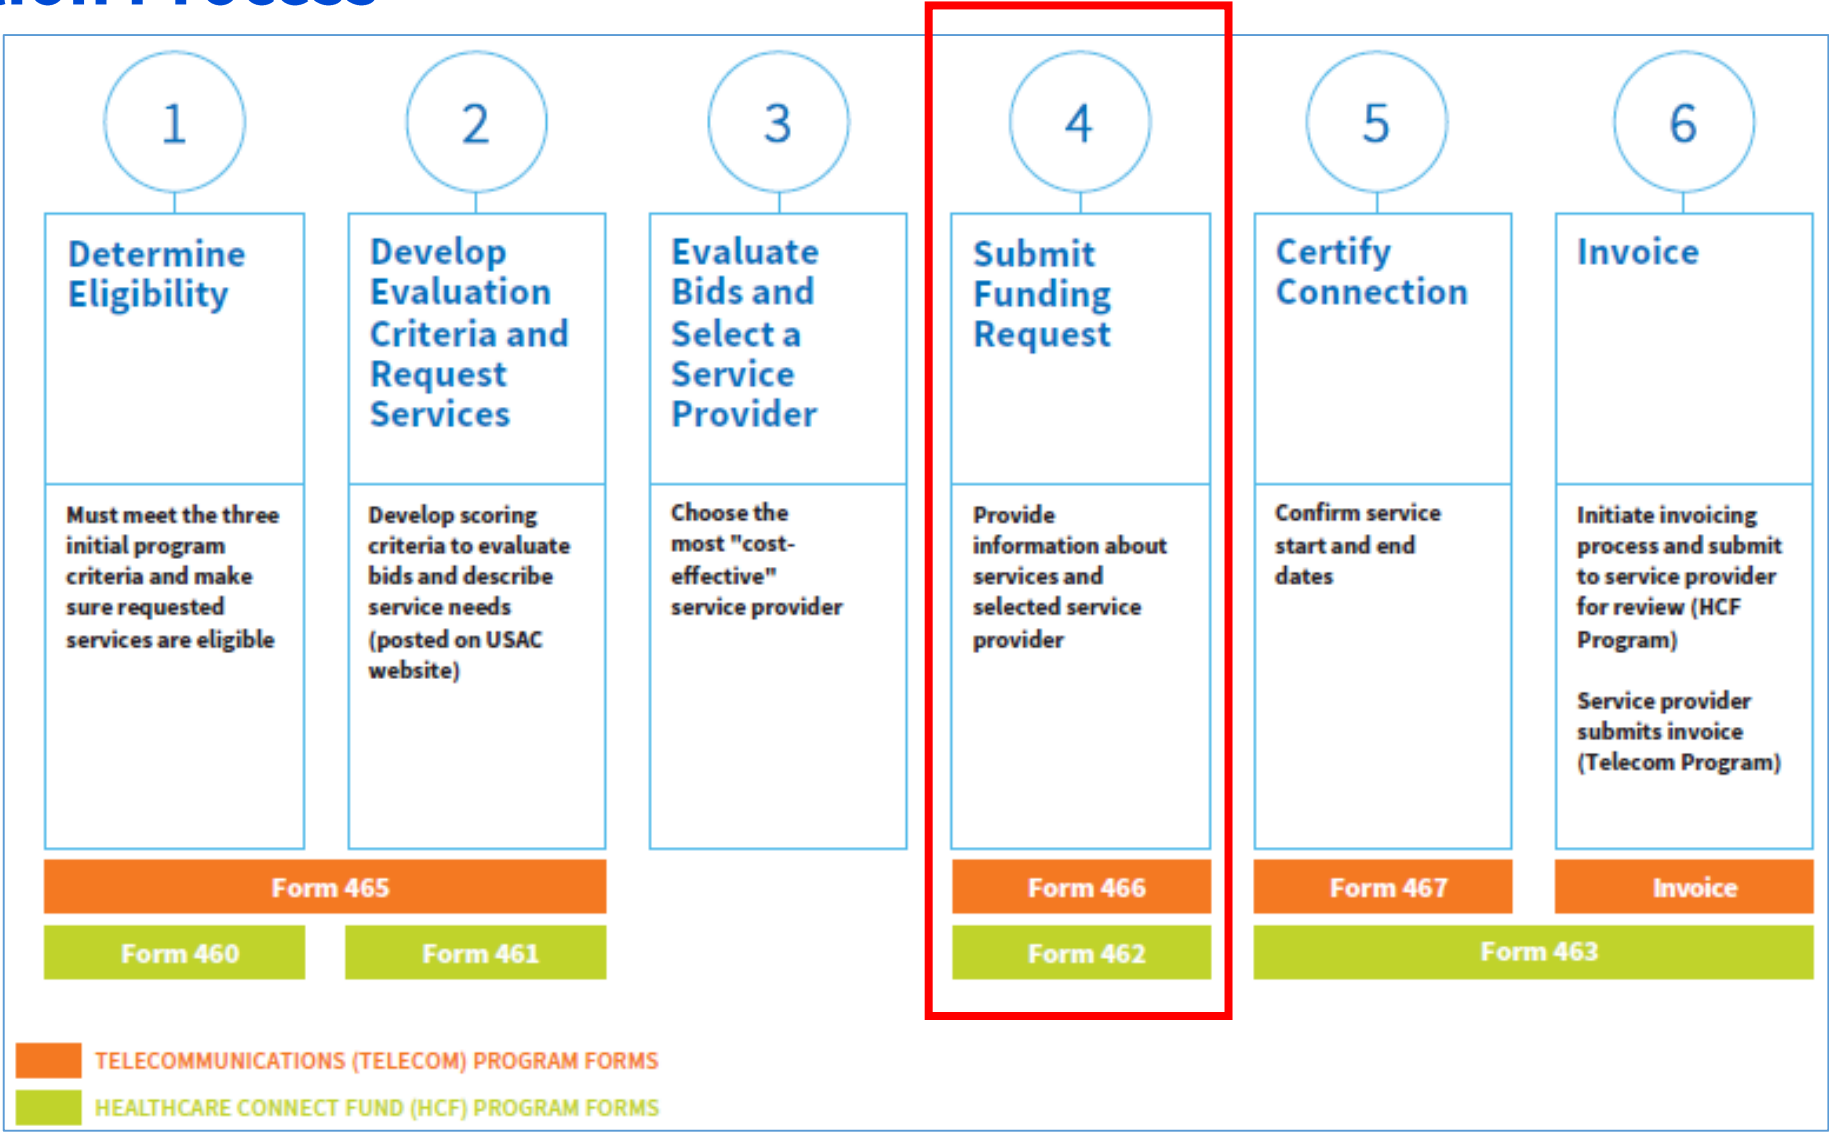 Process
1
2
3
4
5
6
Determine
Eligibility
Develop
Evaluation
Criteria and
Request
Services
Evaluate
Bids and
Select a
Service
Provider
Submit
Funding
Request
Certify
Connection
Invoice
Must meet the three
initial program
criteria and make
sure requested
services are eligible
Develop scoring
criteria to evaluate
bids and describe
service needs
(posted on USAC
website)
Choose the
most "cost-
effective"
service provider
Provide
information about
services and
selected service
provider
Confirm service
start and end
dates
Initiate invoicing
process and submit
to service provider
for review (HCF
Program)
Service provider
submits invoice
(Telecom Program)
Form 465
Form 466
Form 467
Invoice
Form 460
Form 461
Form 462
Form 463
TELECOMMUNICATIONS (TELECOM) PROGRAM FORMS
HEALTHCARE CONNECT FUND (HCF) PROGRAM FORMS